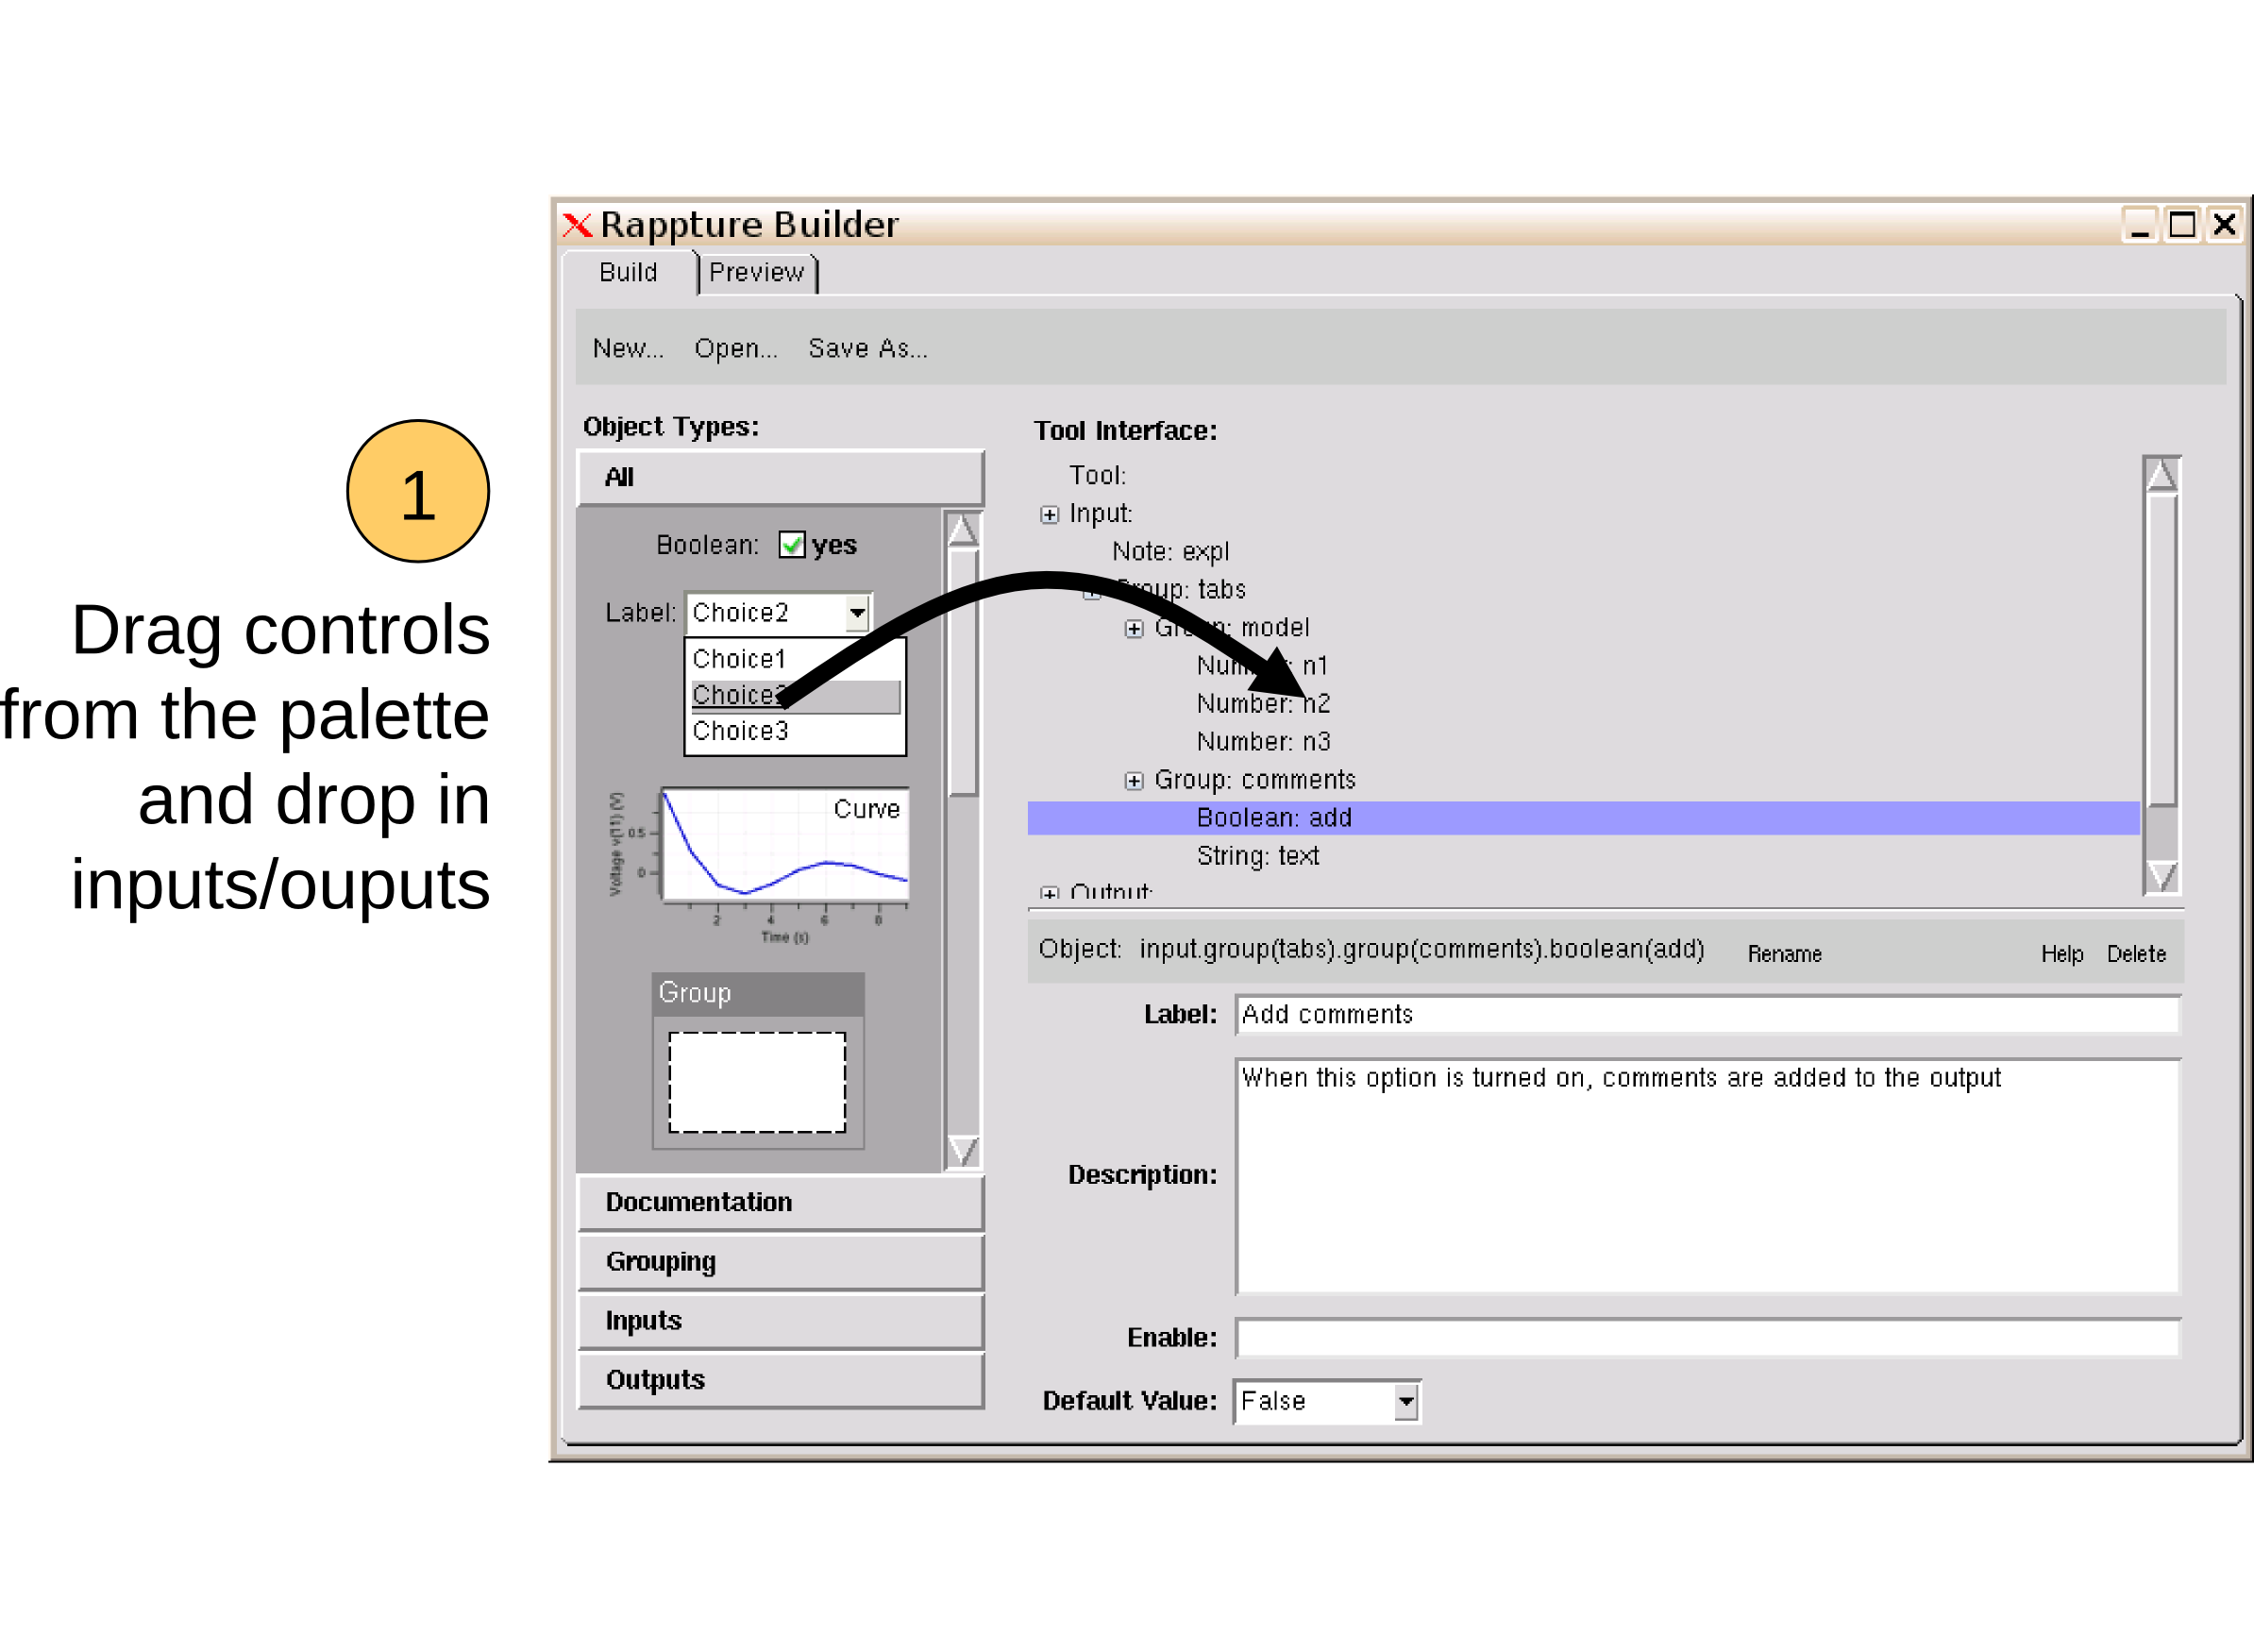 1
Drag controls
from the palette
and drop in
inputs/ouputs
Rappture Builder
Build
Preview
New... Open... Save As...
Object Types:
All
Boolean: yes
Label: Choice2
Choice1
Choice2
Choice3
Curve
Voltage v(11) (V)
0.5
0
2 4 6 8
Time (s)
Group
Documentation
Grouping
Inputs
Outputs
Tool Interface:
Tool:
Input:
Note: expl
Group: tabs
Group: model
Number: n1
Number: n2
Number: n3
Group: comments
Boolean: add
String: text
Output:
Object: input.group(tabs).group(comments).boolean(add) Rename Help Delete
Label: Add comments
Description: When this option is turned on, comments are added to the output
Enable:
Default Value: False